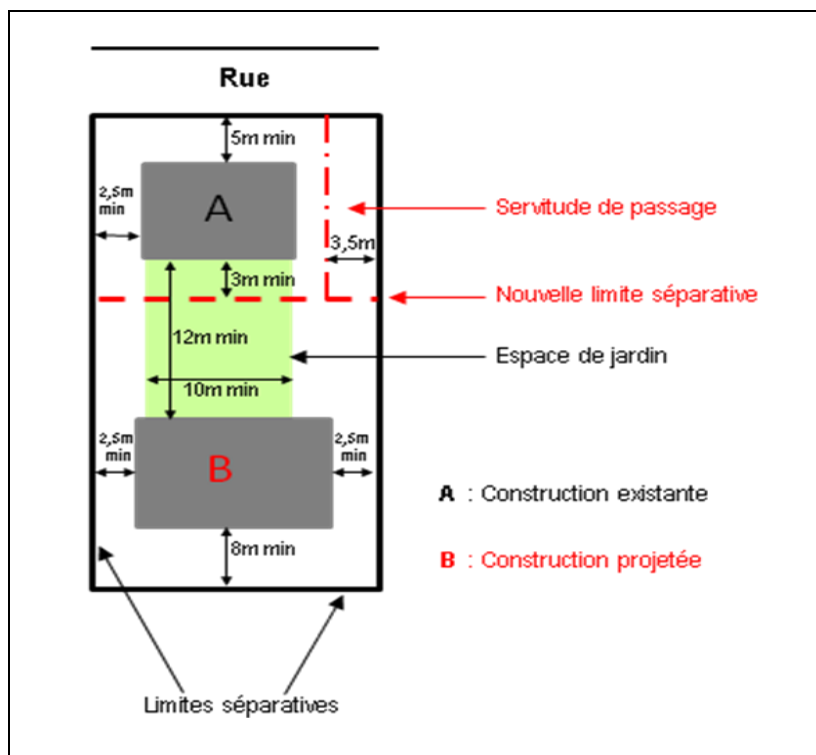 Rue
5m min
2,5m
min
A
Servitude de passage
3,5m
3m min
Nouvelle limite séparative
12m min
Espace de jardin
10m min
2,5m
min
2,5m
min
B
A : Construction existante
8m min
B : Construction projetée
Limites séparatives